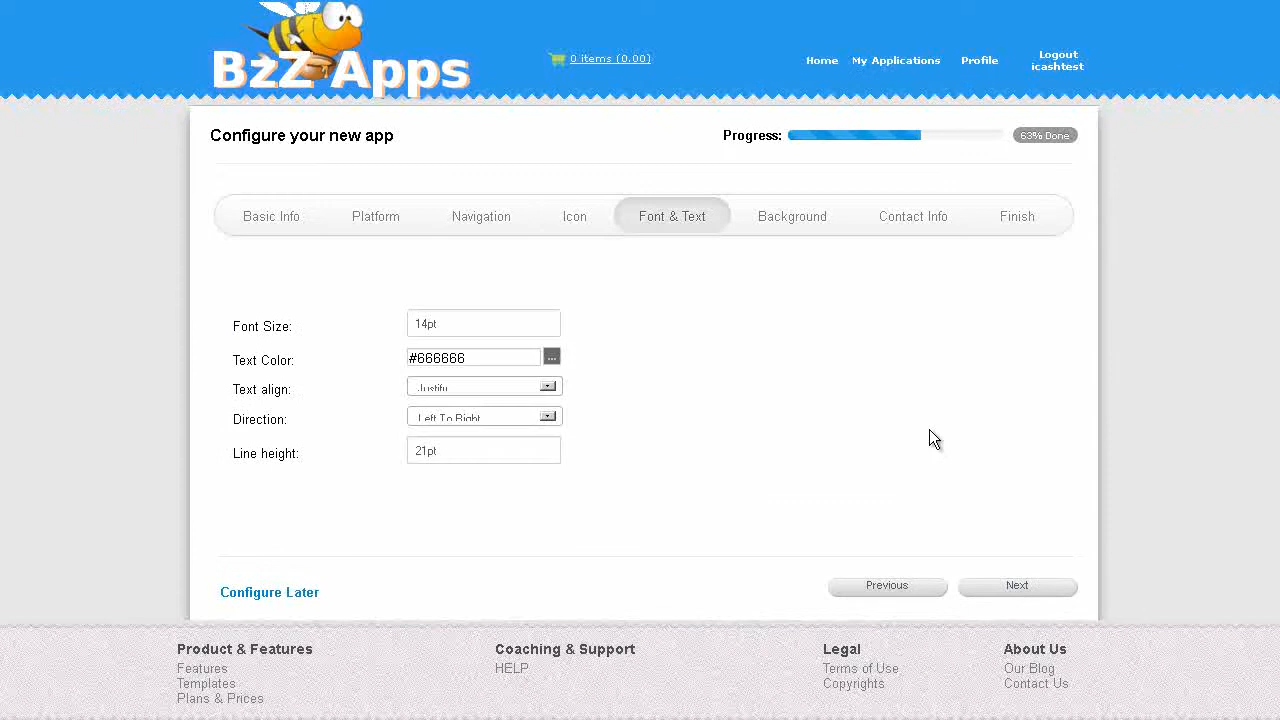 BzZ Apps
0 items (0.00)
Home My Applications Profile Logout
icashtest
Configure your new app
Progress: 63% Done
Basic Info Platform Navigation Icon Font & Text Background Contact Info Finish
Font Size: 14pt
Text Color: #666666 ...
Text align: Justify
Direction: Left To Right
Line height: 21pt
Configure Later Previous Next
Product & Features
Features
Templates
Plans & Prices
Coaching & Support
HELP
Legal
Terms of Use
Copyrights
About Us
Our Blog
Contact Us